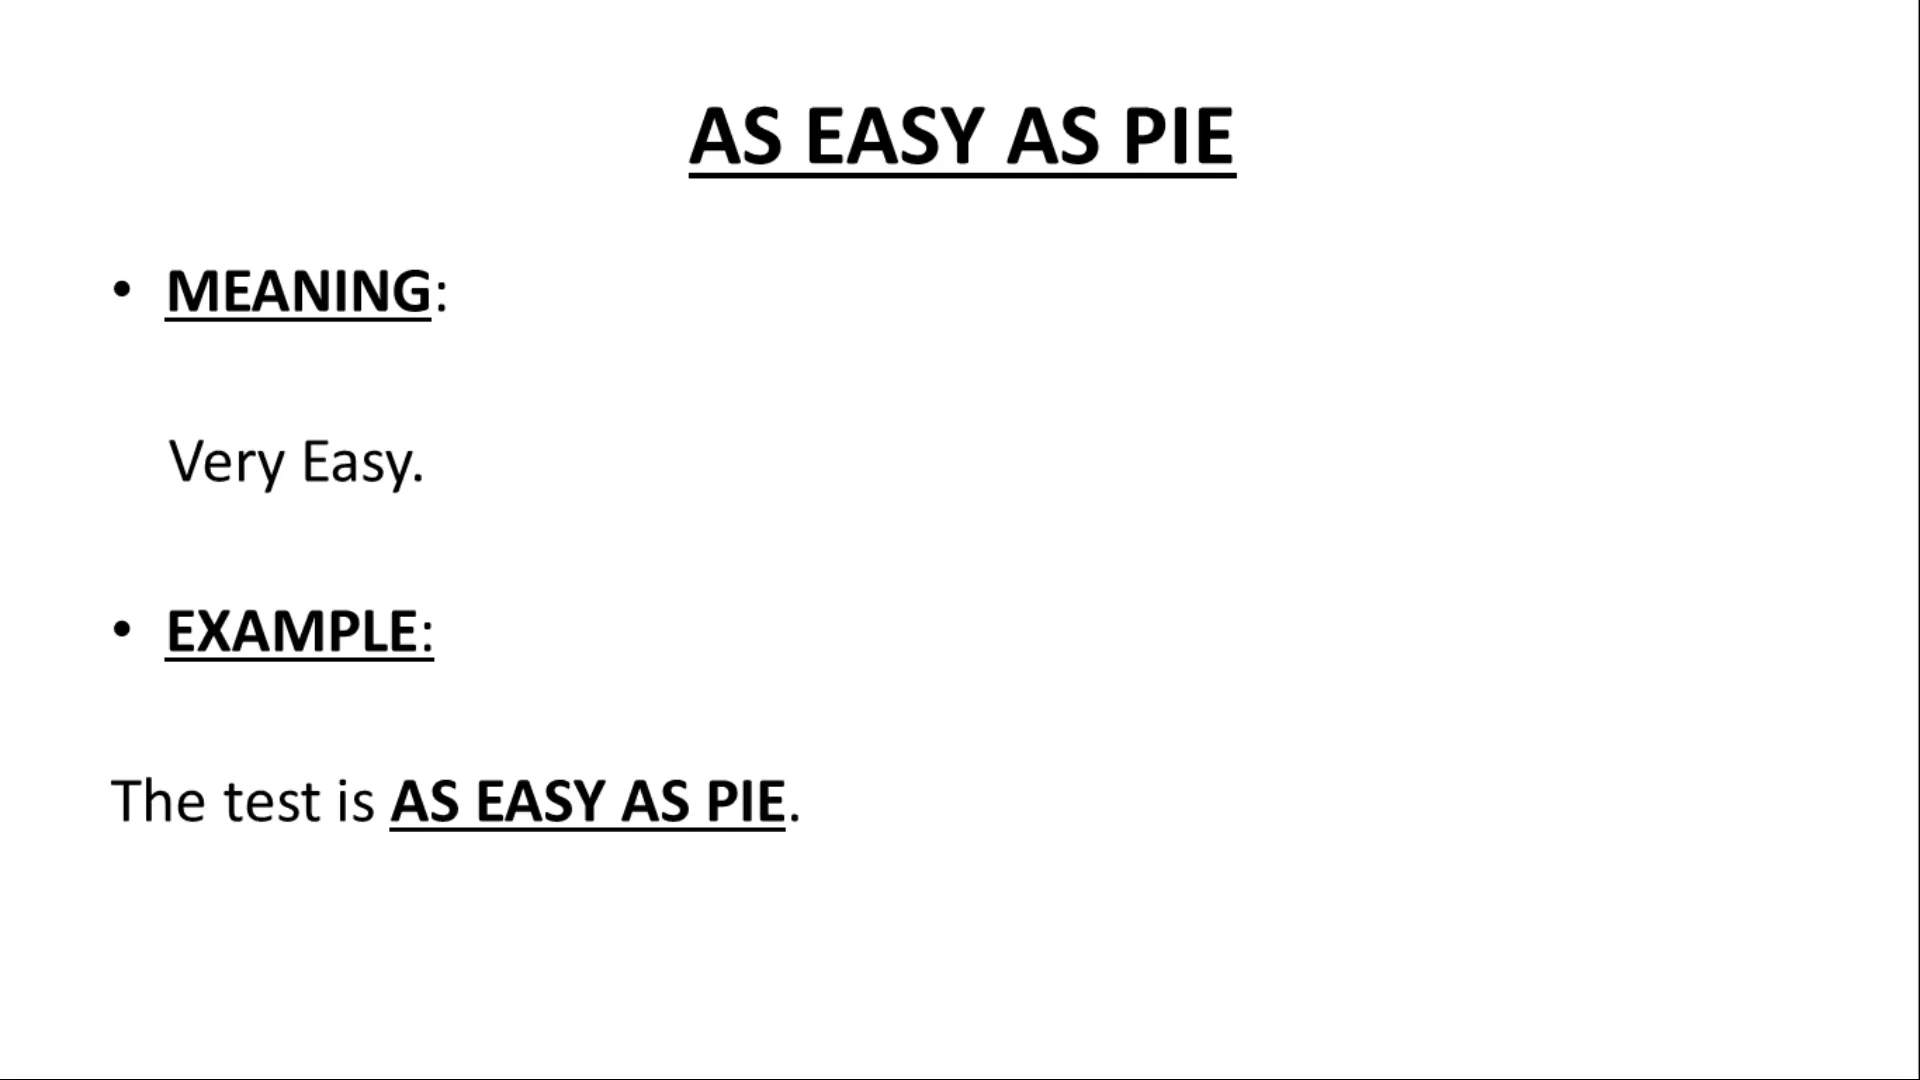 AS EASY AS PIE
• MEANING:
Very Easy.
• EXAMPLE:
The test is AS EASY AS PIE.